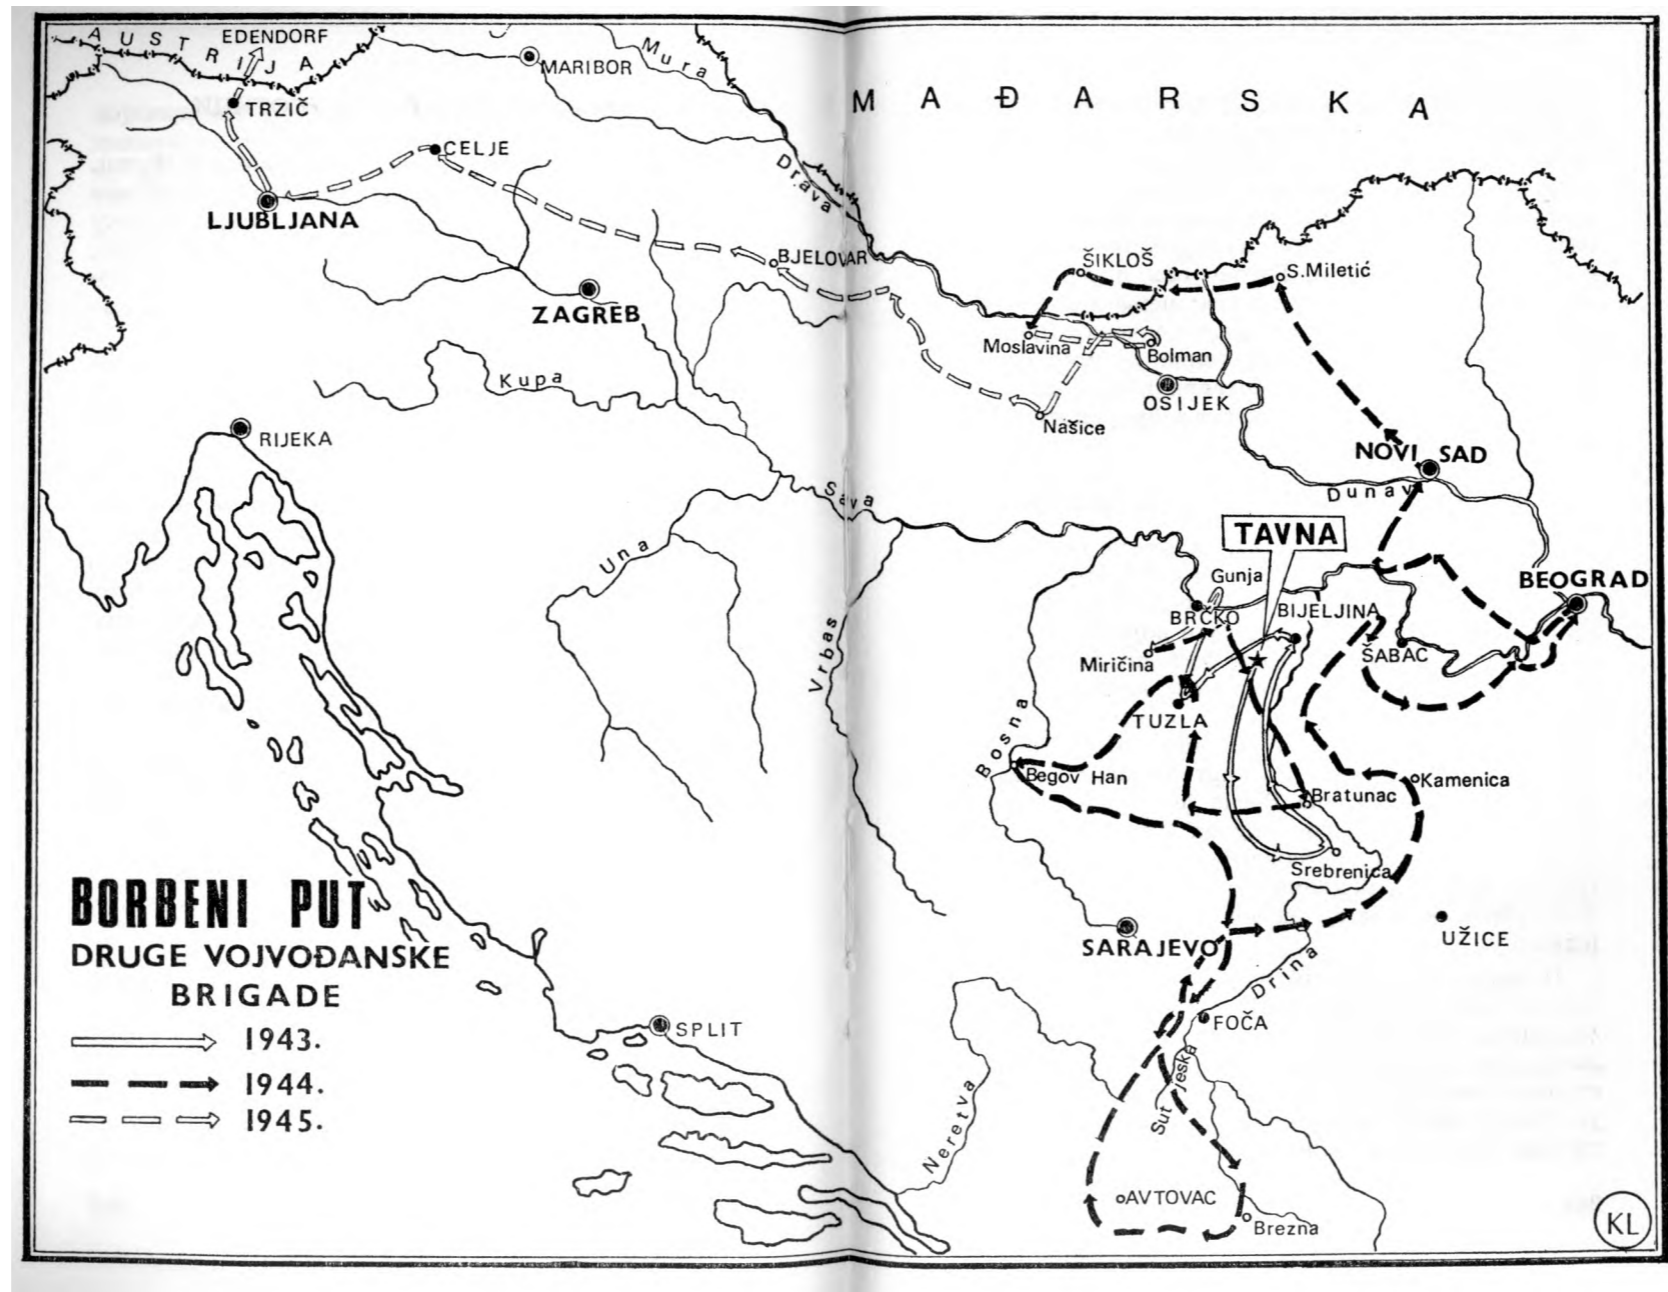 AUSTRIJA
EDENDORF
MARIBOR
Mura
MAĐARSKA
TRZIČ
CELJE
Drava
LJUBLJANA
BJELOVAR
ŠIKLOŠ
S.Miletić
ZAGREB
Moslavina
Bolman
Kupa
OSIJEK
Našice
RIJEKA
NOVI SAD
Dunav
Sava
TAVNA
Una
Gunja
BEOGRAD
BRČKO
BIJELJINA
Vrbas
Miričina
ŠABAC
Bosna
TUZLA
Begov Han
Kamenica
Bratunac
Srebrenica
BORBENI PUT
DRUGE VOJVOĐANSKE
BRIGADE
1943.
1944.
1945.
SARAJEVO
UŽICE
Drina
SPLIT
FOČA
Sutjeska
Neretva
AVTOVAC
Brezna
KL